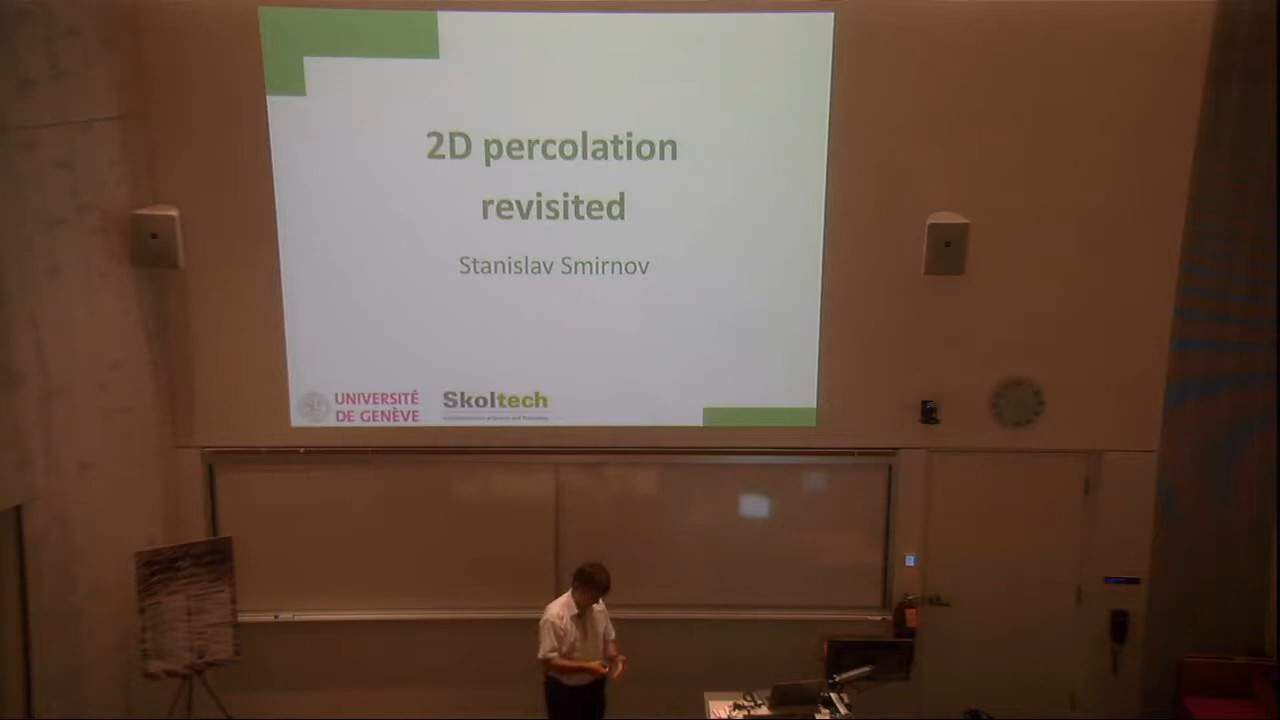 2D percolation
revisited
Stanislav Smirnov
UNIVERSITÉ
DE GENÈVE
Skoltech